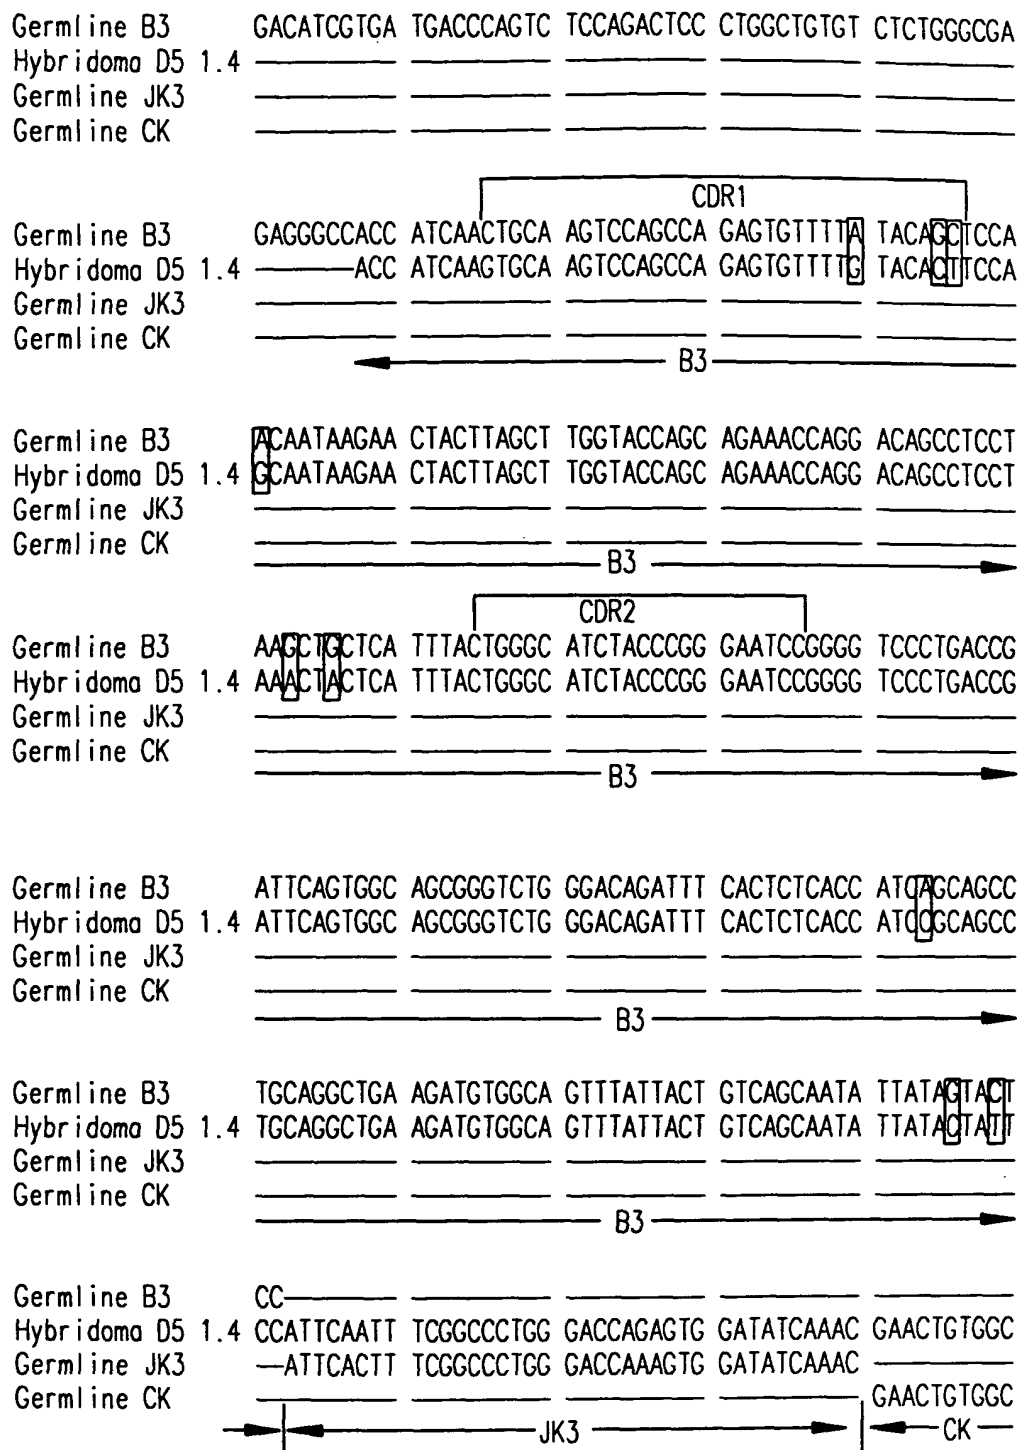 Germline B3 GACATCGTGA TGACCCAGTC TCCAGACTCC CTGGCTGTGT CTCTGGGCGA
Hybridoma D5 1.4
Germline JK3
Germline CK
CDR1
Germline B3 GAGGGCCACC ATCAACTGCA AGTCCAGCCA GAGTGTTTTA TACAGCTCCA
Hybridoma D5 1.4 ACC ATCAAGTGCA AGTCCAGCCA GAGTGTTTTG TACACTTCCA
Germline JK3
Germline CK
B3
Germline B3 ACAATAAGAA CTACTTAGCT TGGTACCAGC AGAAACCAGG ACAGCCTCCT
Hybridoma D5 1.4 GCAATAAGAA CTACTTAGCT TGGTACCAGC AGAAACCAGG ACAGCCTCCT
Germline JK3
Germline CK
B3
CDR2
Germline B3 AAGCTGCTCA TTTACTGGGC ATCTACCCGG GAATCCGGGG TCCCTGACCG
Hybridoma D5 1.4 AAACTACTCA TTTACTGGGC ATCTACCCGG GAATCCGGGG TCCCTGACCG
Germline JK3
Germline CK
B3
Germline B3 ATTCAGTGGC AGCGGGTCTG GGACAGATTT CACTCTCACC ATCAGCAGCC
Hybridoma D5 1.4 ATTCAGTGGC AGCGGGTCTG GGACAGATTT CACTCTCACC ATCCGCAGCC
Germline JK3
Germline CK
B3
Germline B3 TGCAGGCTGA AGATGTGGCA GTTTATTACT GTCAGCAATA TTATAGTACT
Hybridoma D5 1.4 TGCAGGCTGA AGATGTGGCA GTTTATTACT GTCAGCAATA TTATACTATT
Germline JK3
Germline CK
B3
Germline B3 CC
Hybridoma D5 1.4 CCATTCAATT TCGGCCCTGG GACCAGAGTG GATATCAAAC GAACTGTGGC
Germline JK3 ATTCACTT TCGGCCCTGG GACCAAAGTG GATATCAAAC
Germline CK GAACTGTGGC
JK3 CK